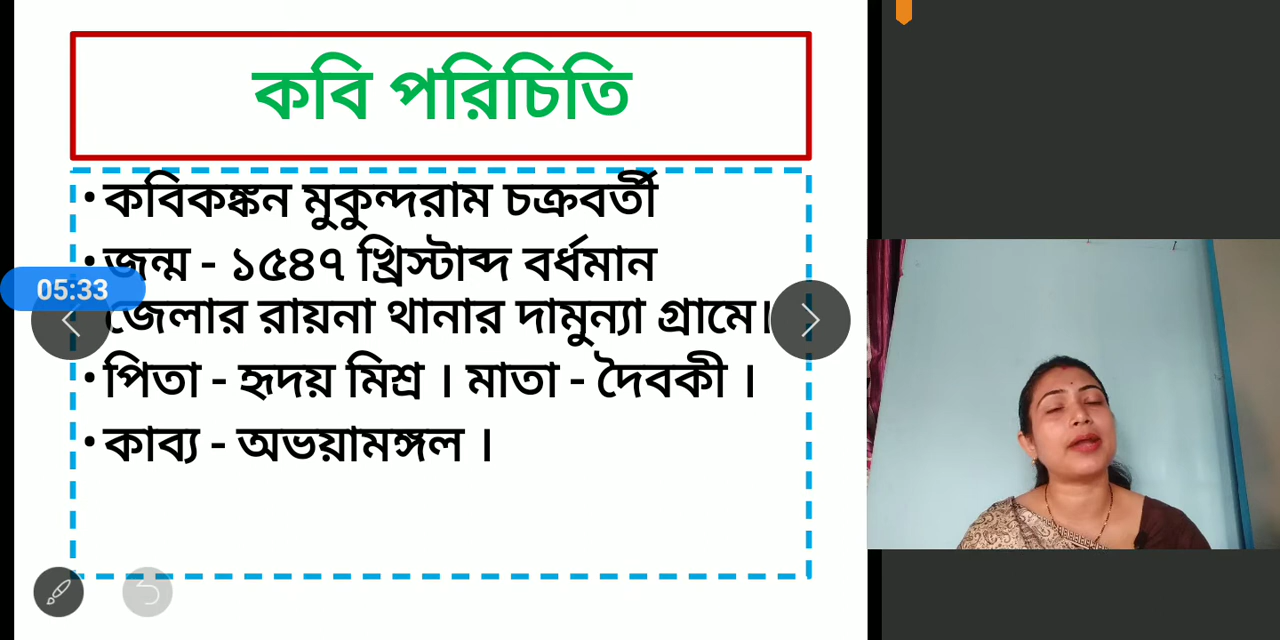 কবি পরিচিতি
• কবিকঙ্কন মুকুন্দরাম চক্রবর্তী
• জন্ম - ১৫৪৭ খ্রিস্টাব্দ বর্ধমান
05:33
জেলার রায়না থানার দামুন্যা গ্রামে।
• পিতা - হৃদয় মিশ্র । মাতা - দৈবকী ।
• কাব্য - অভয়ামঙ্গল ।